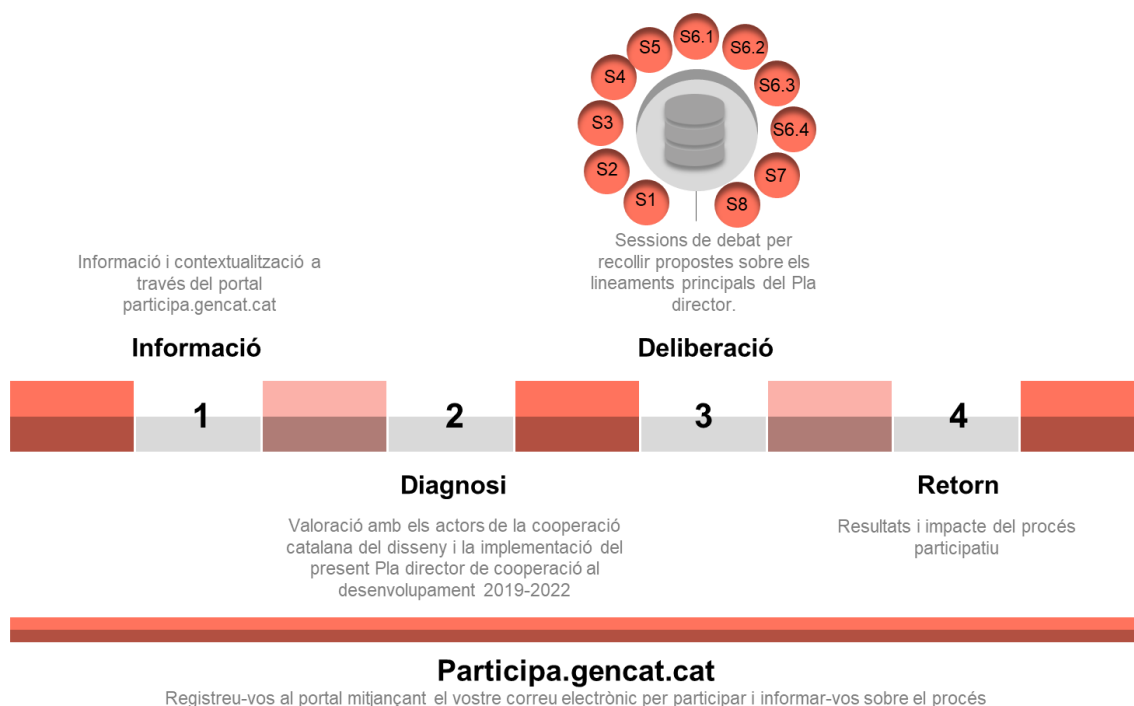 S1
S2
S3
S4
S5
S6.1
S6.2
S6.3
S6.4
S7
S8
Sessions de debat per
recollir propostes sobre els
lineaments principals del Pla
director.
Informació i contextualització a
través del portal
participa.gencat.cat
Informació
Deliberació
1
2
3
4
Diagnosi
Valoració amb els actors de la cooperació
catalana del disseny i la implementació del
present Pla director de cooperació al
desenvolupament 2019-2022
Retorn
Resultats i impacte del procés
participatiu
Participa.gencat.cat
Registreu-vos al portal mitjançant el vostre correu electrònic per participar i informar-vos sobre el procés